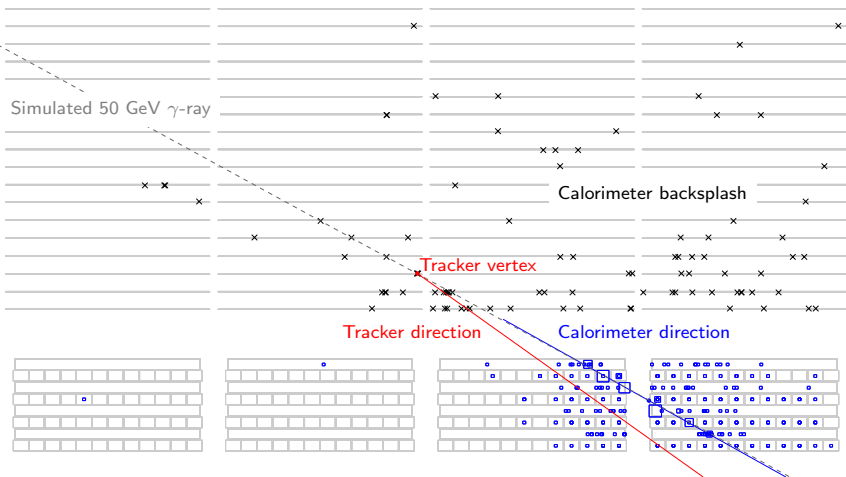 Simulated 50 GeV γ-ray
Calorimeter backsplash
Tracker vertex
Tracker direction
Calorimeter direction